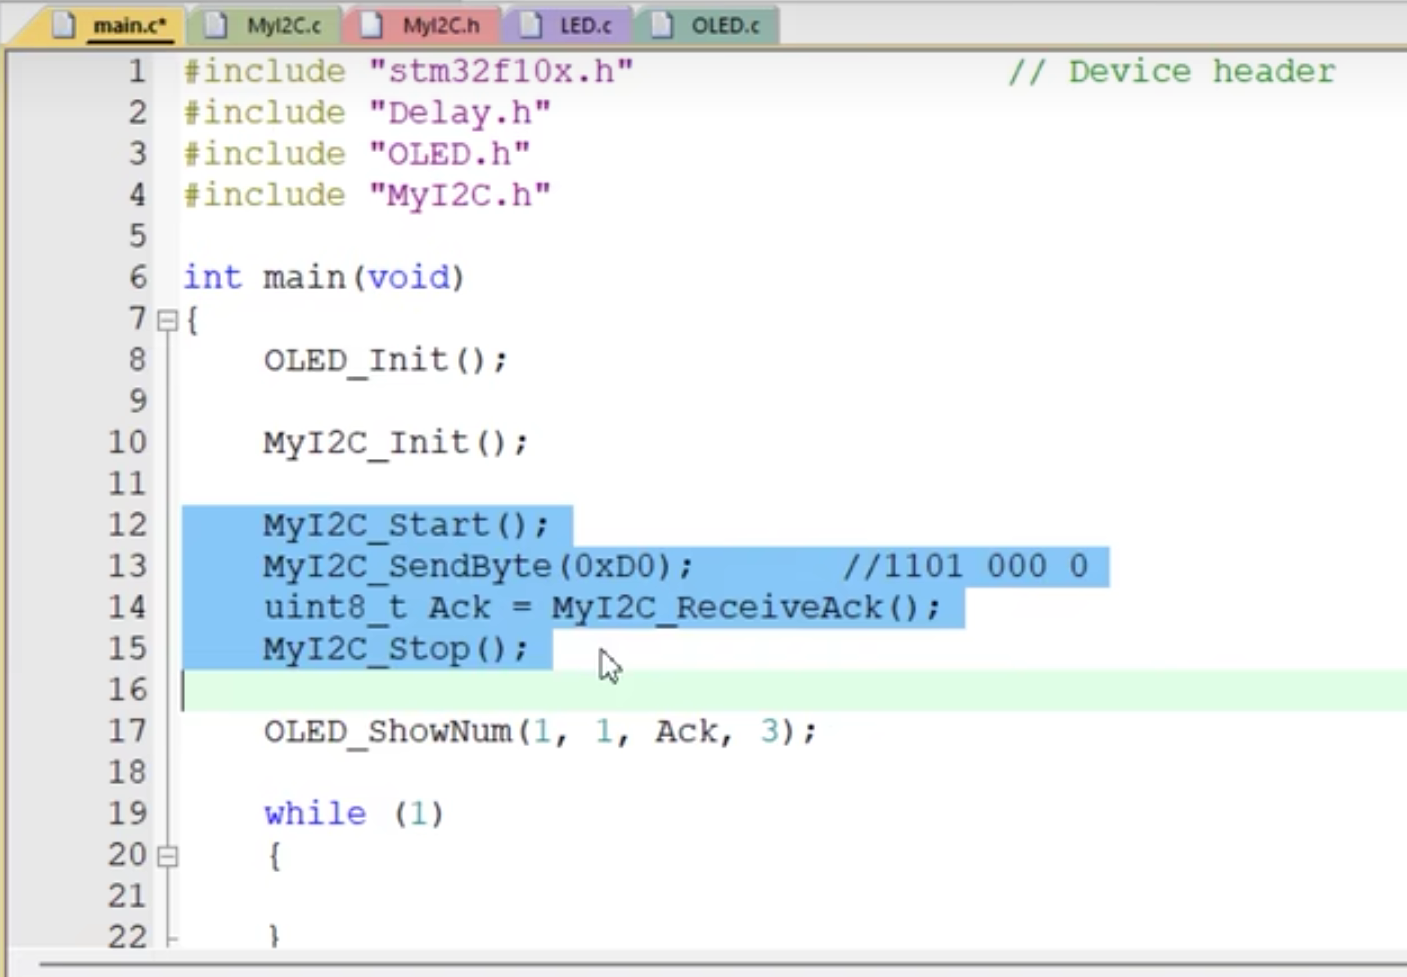 main.c* MyI2C.c MyI2C.h LED.c OLED.c
1 #include "stm32f10x.h" // Device header
2 #include "Delay.h"
3 #include "OLED.h"
4 #include "MyI2C.h"
5
6 int main(void)
7 {
8 OLED_Init();
9
10 MyI2C_Init();
11
12 MyI2C_Start();
13 MyI2C_SendByte(0xD0); //1101 000 0
14 uint8_t Ack = MyI2C_ReceiveAck();
15 MyI2C_Stop();
16
17 OLED_ShowNum(1, 1, Ack, 3);
18
19 while (1)
20 {
21
22 }